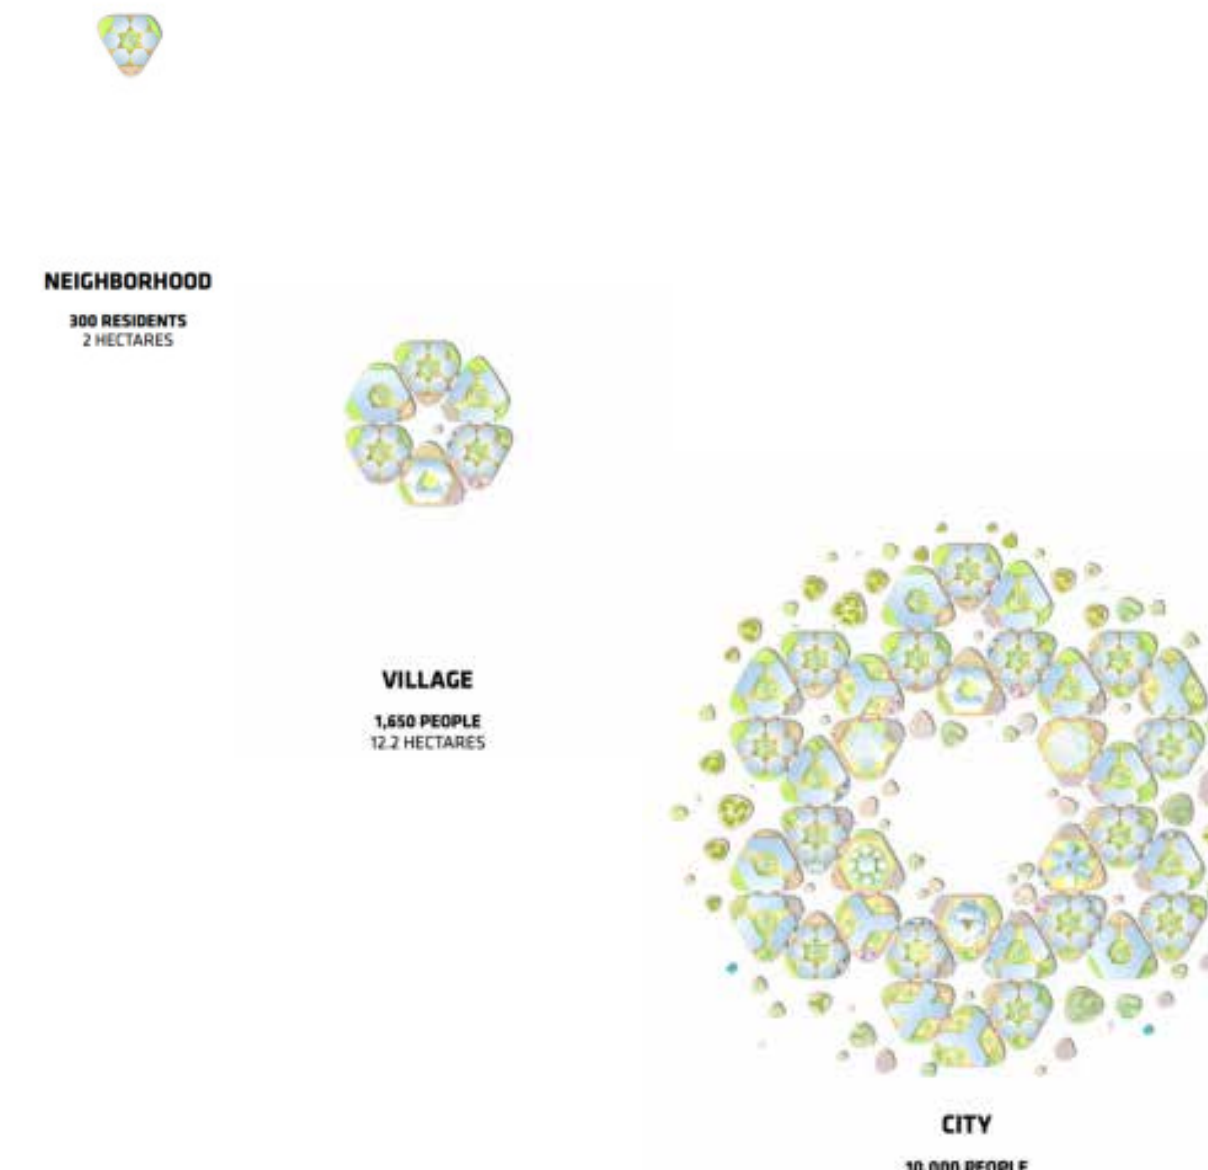 NEIGHBORHOOD
300 RESIDENTS
2 HECTARES
VILLAGE
1,650 PEOPLE
12.2 HECTARES
CITY
10,000 PEOPLE